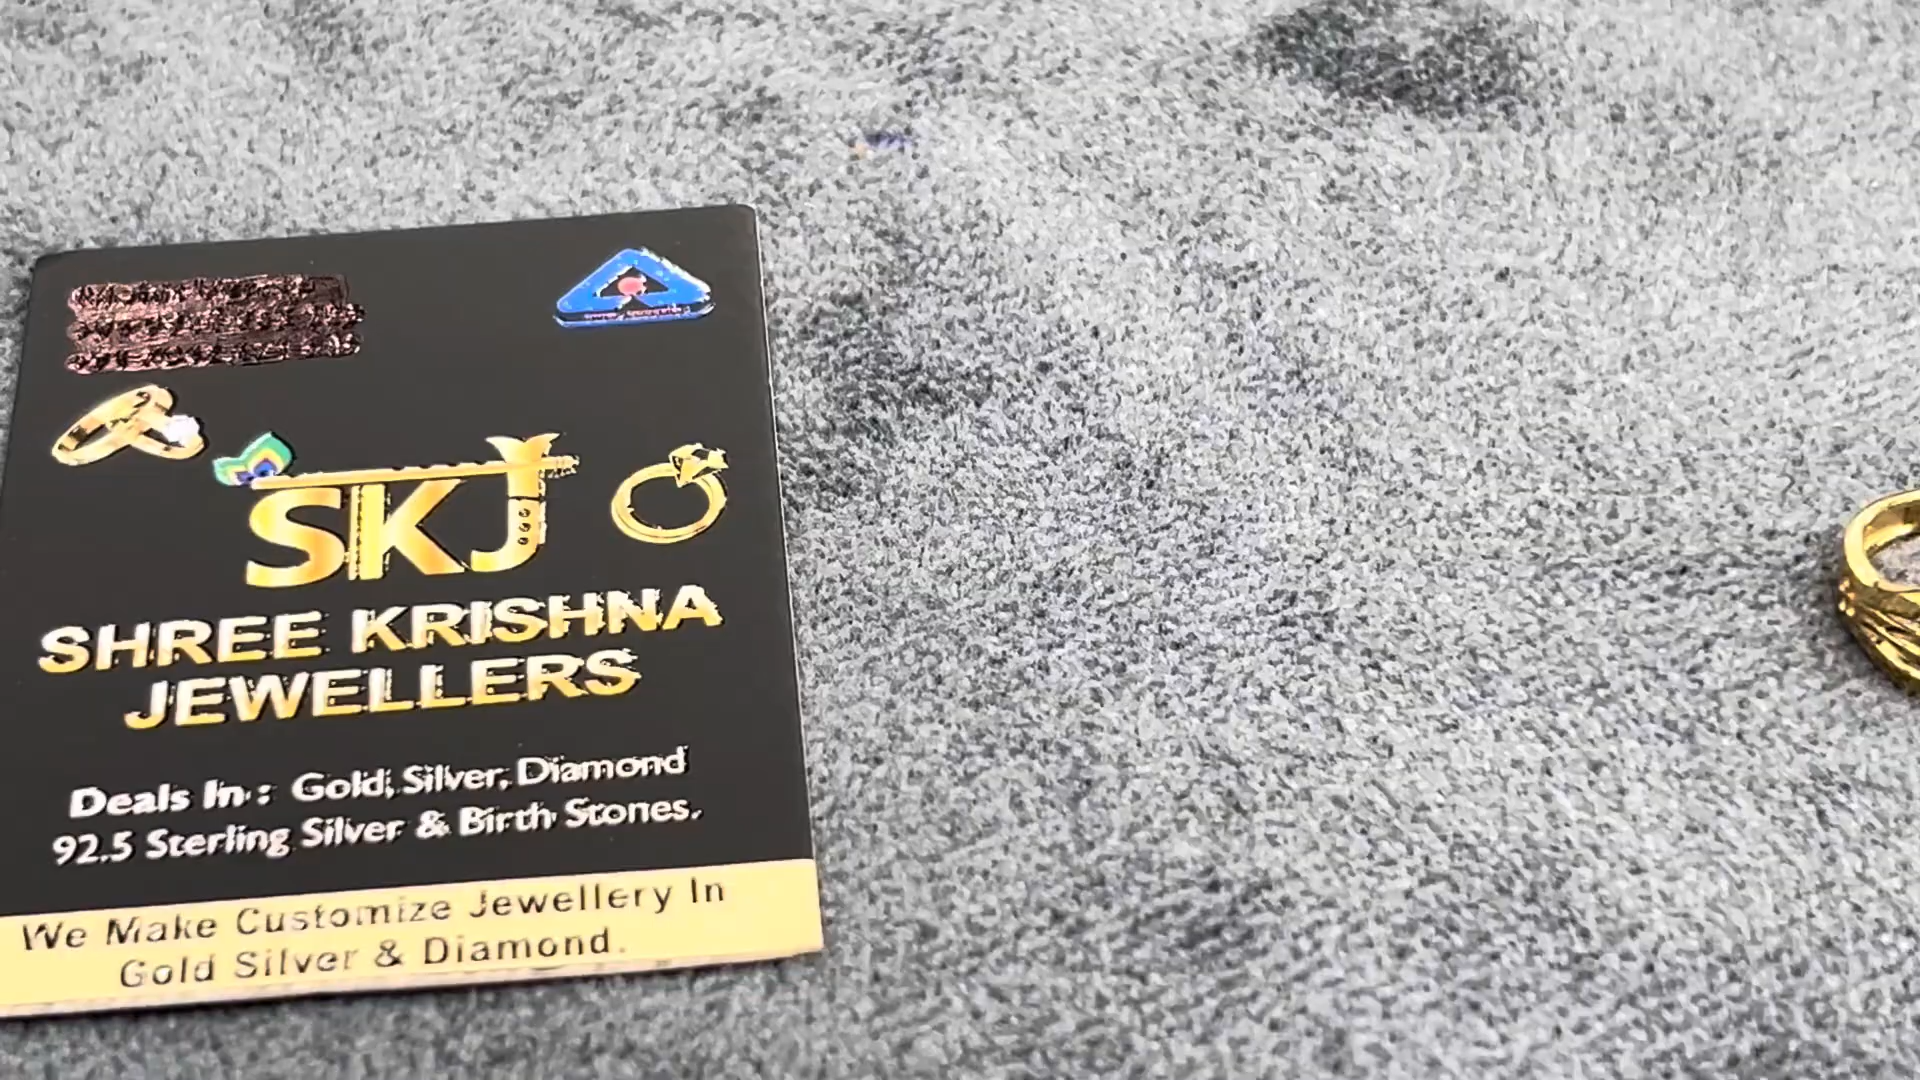 SKJ
SHREE KRISHNA
JEWELLERS
Deals In : Gold, Silver, Diamond
92.5 Sterling Silver & Birth Stones.
We Make Customize Jewellery In
Gold Silver & Diamond.